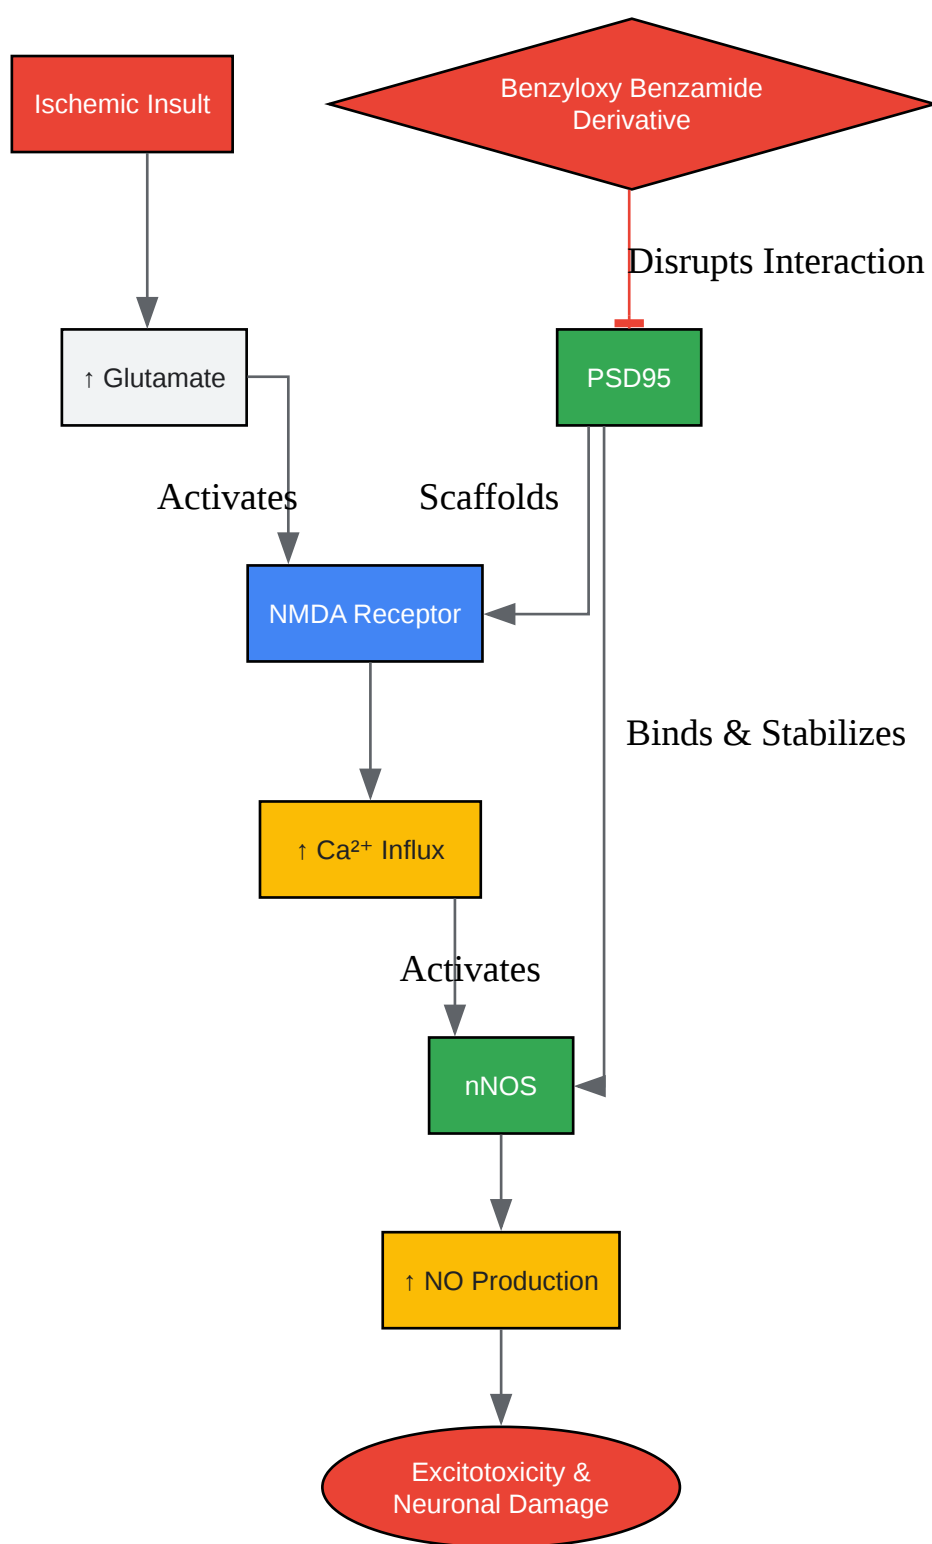 Ischemic Insult
Benzyloxy Benzamide
Derivative
Disrupts Interaction
↑ Glutamate
PSD95
Activates
Scaffolds
NMDA Receptor
Binds & Stabilizes
↑ Ca²⁺ Influx
Activates
nNOS
↑ NO Production
Excitotoxicity &
Neuronal Damage